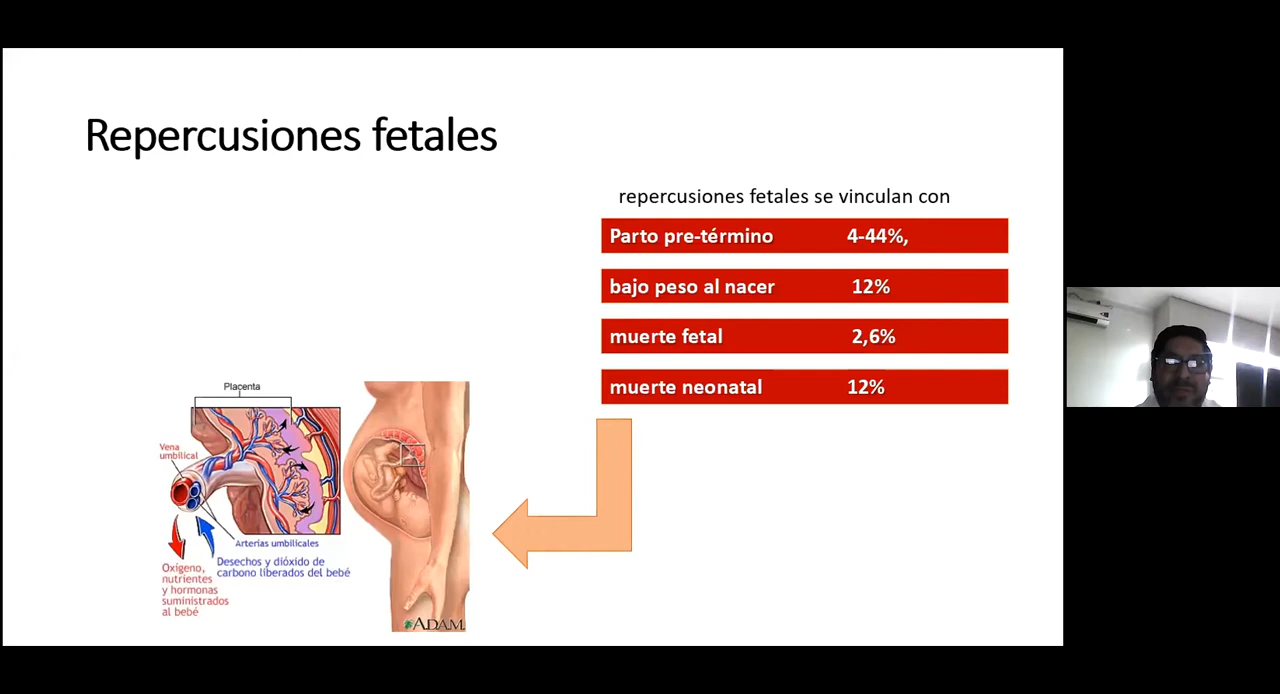 Repercusiones fetales
repercusiones fetales se vinculan con
Parto pre-término 4-44%,
bajo peso al nacer 12%
muerte fetal 2,6%
muerte neonatal 12%
Placenta
Vena
umbilical
Arterias umbilicales
Desechos y dióxido de
carbono liberados del bebé
Oxígeno,
nutrientes
y hormonas
suministrados
al bebé
ADAM.